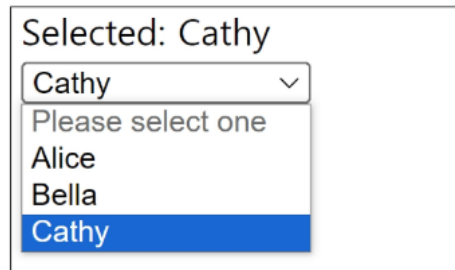 Selected: Cathy
Cathy
Please select one
Alice
Bella
Cathy